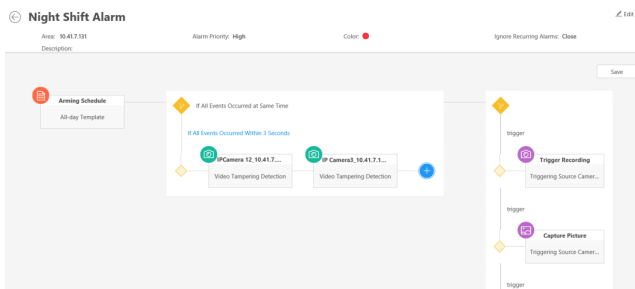 Night Shift Alarm
Edit
Area: 10.41.7.131
Alarm Priority: High
Color:
Ignore Recurring Alarms: Close
Description:
Save
Arming Schedule
All-day Template
If All Events Occurred at Same Time
If All Events Occurred Within 3 Seconds
IPCamera 12_10.41.7....
Video Tampering Detection
IP Camera3_10.41.7.1...
Video Tampering Detection
trigger
Trigger Recording
Triggering Source Camer...
trigger
Capture Picture
Triggering Source Camer...
trigger